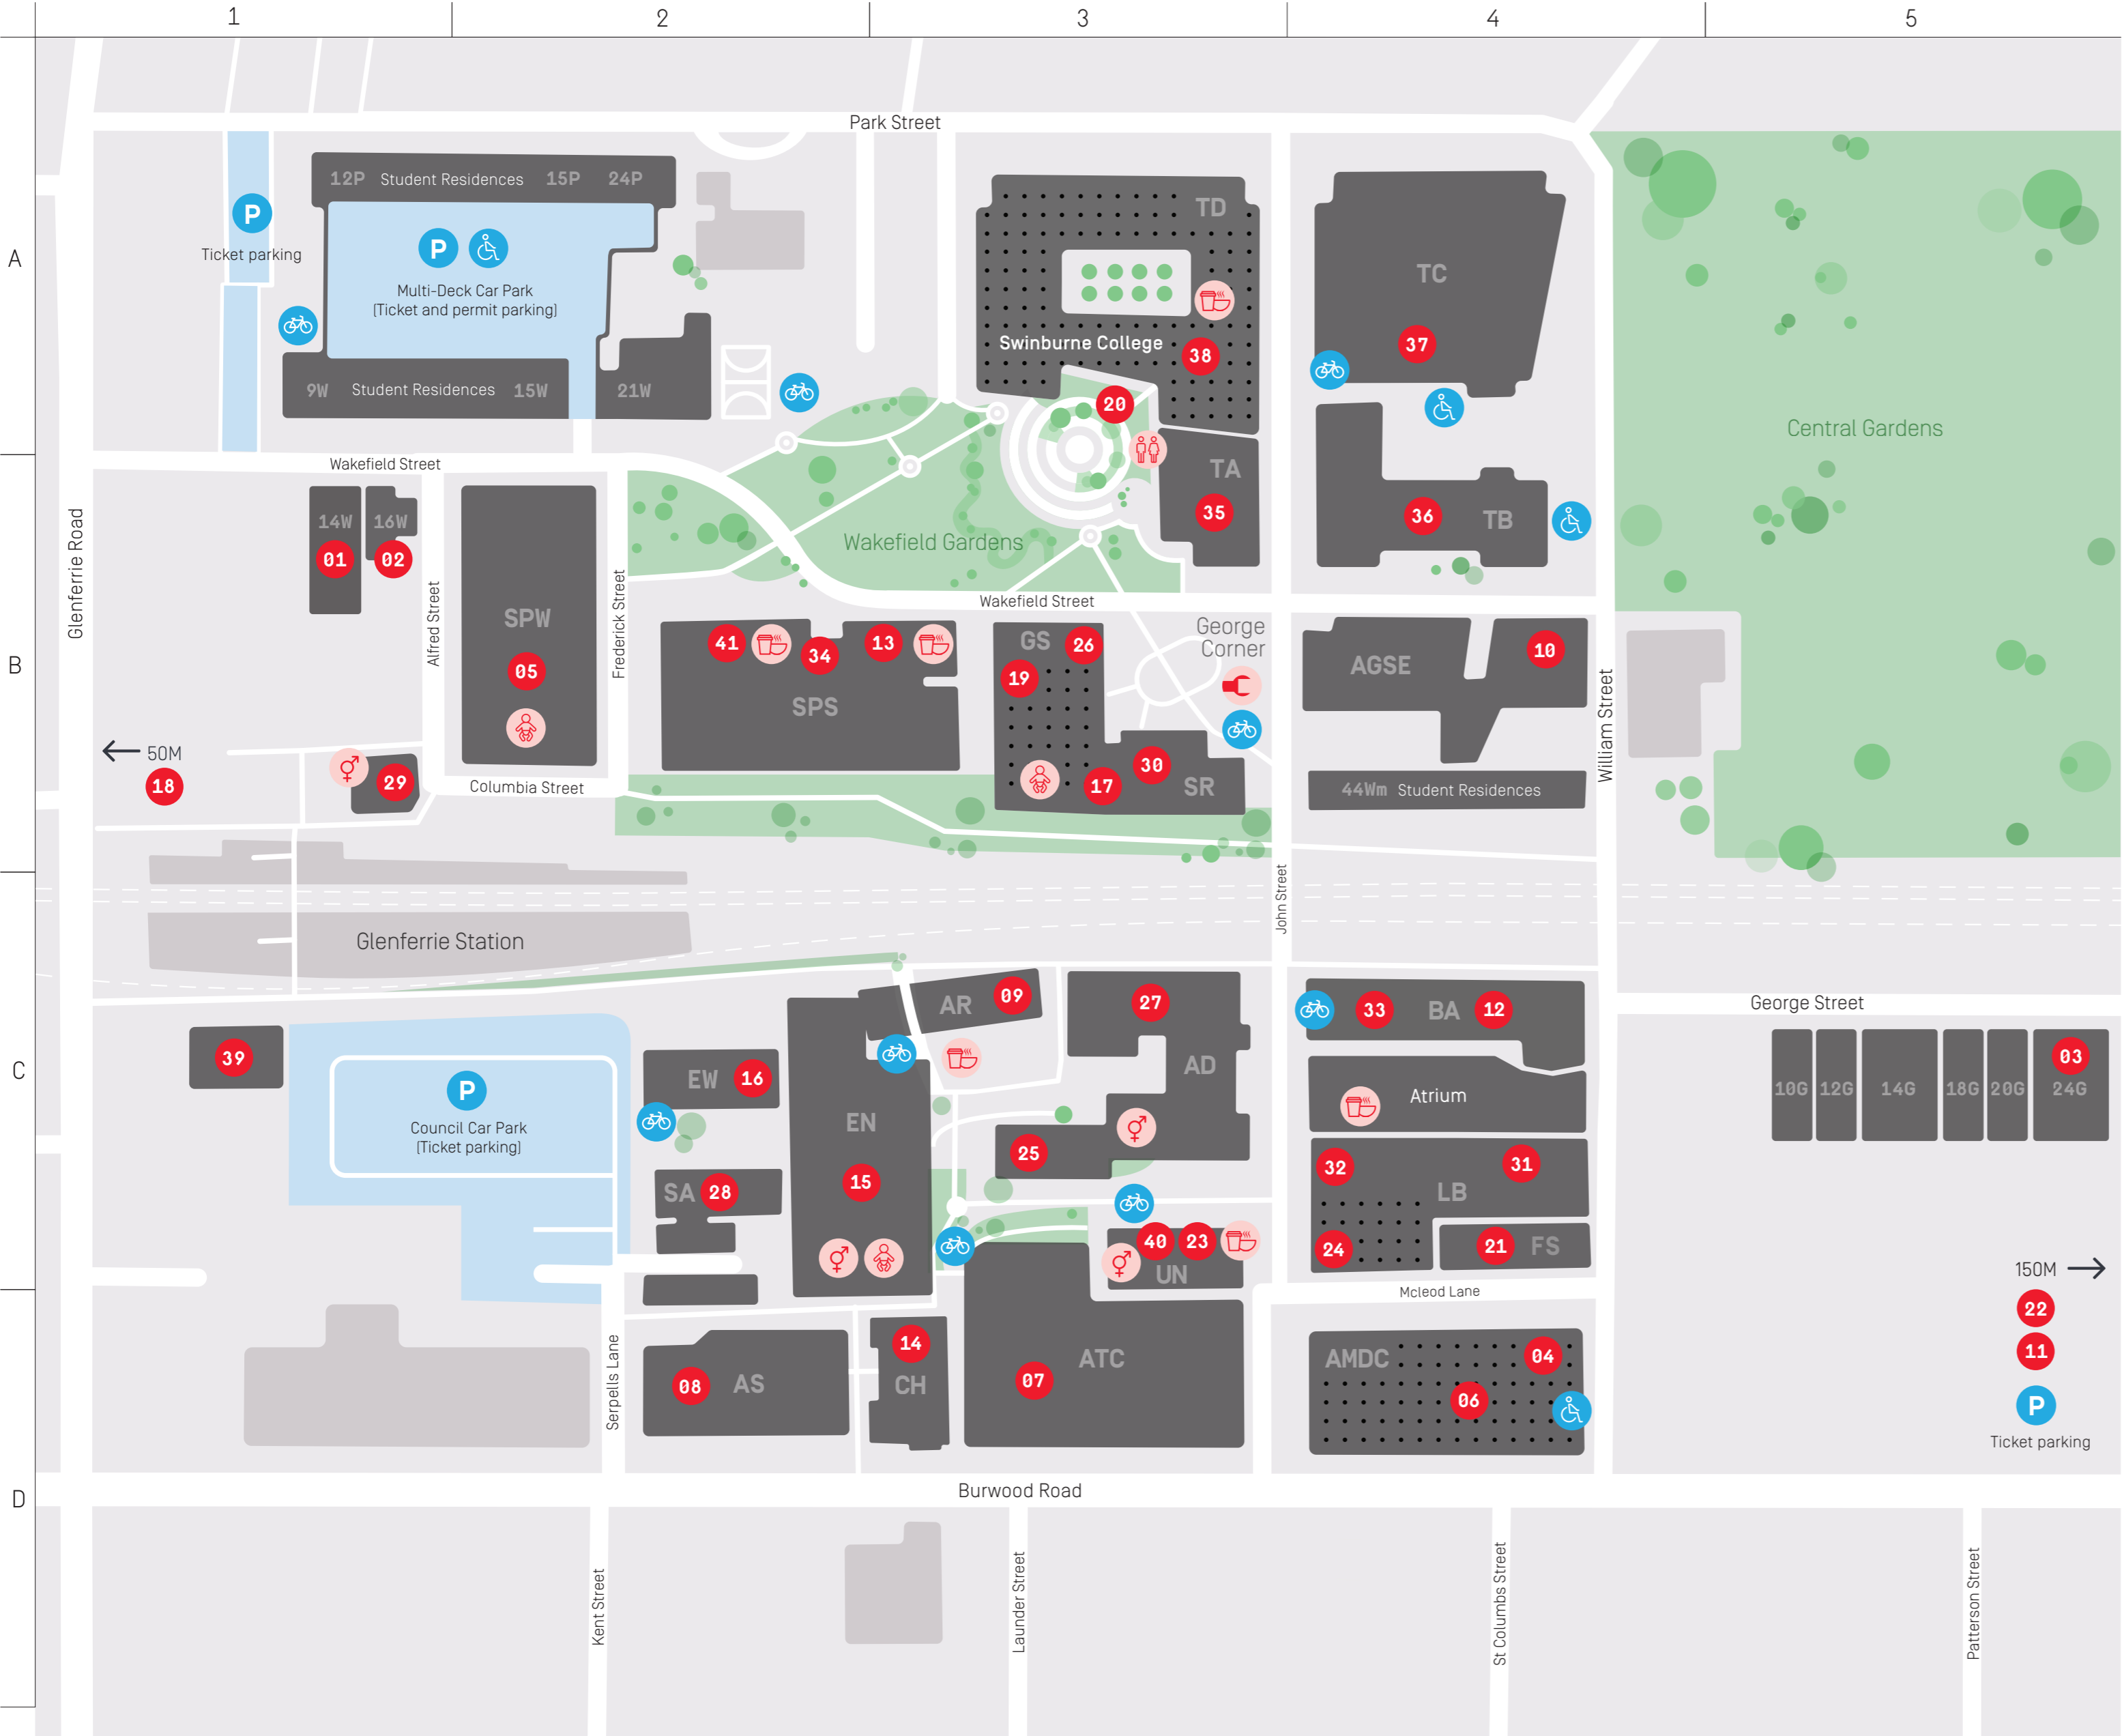 1
2
3
4
5
A
B
C
D
Park Street
12P
Student Residences
15P
24P
P
Ticket parking
P
Multi-Deck Car Park
(Ticket and permit parking)
9W
Student Residences
15W
21W
TD
Swinburne College
38
20
TC
37
Central Gardens
Wakefield Street
14W
16W
01
02
Glenferrie Road
Alfred Street
SPW
05
Frederick Street
Wakefield Gardens
TA
35
36
TB
Wakefield Street
41
34
13
SPS
GS
26
19
George
Corner
30
17
SR
AGSE
10
William Street
44Wm
Student Residences
50M
18
29
Columbia Street
John Street
Glenferrie Station
George Street
39
P
Council Car Park
(Ticket parking)
EW
16
AR
09
27
AD
EN
15
25
33
BA
12
Atrium
10G
12G
14G
18G
20G
24G
03
SA
28
32
31
LB
24
21
FS
40
23
UN
Mcleod Lane
150M
22
11
P
Ticket parking
Serpells Lane
08
AS
14
CH
ATC
07
AMDC
04
06
Burwood Road
Kent Street
Launder Street
St Columbs Street
Patterson Street